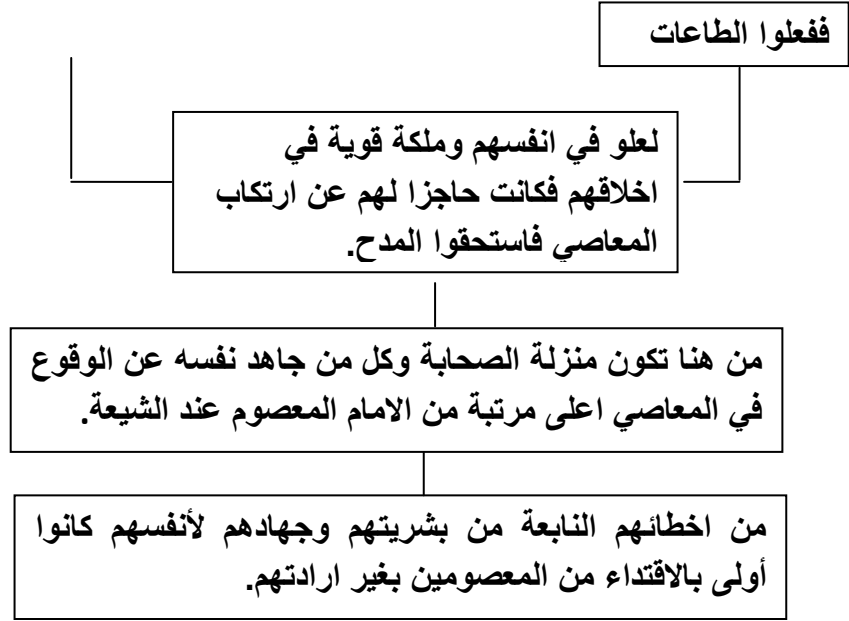 ففعلوا الطاعات
لعلو في انفسهم وملكة قوية في
اخلاقهم فكانت حاجزا لهم عن ارتكاب
المعاصي فاستحقوا المدح.
من هنا تكون منزلة الصحابة وكل من جاهد نفسه عن الوقوع
في المعاصي اعلى مرتبة من الامام المعصوم عند الشيعة.
من اخطائهم النابعة من بشريتهم وجهادهم لأنفسهم كانوا
أولى بالاقتداء من المعصومين بغير ارادتهم.